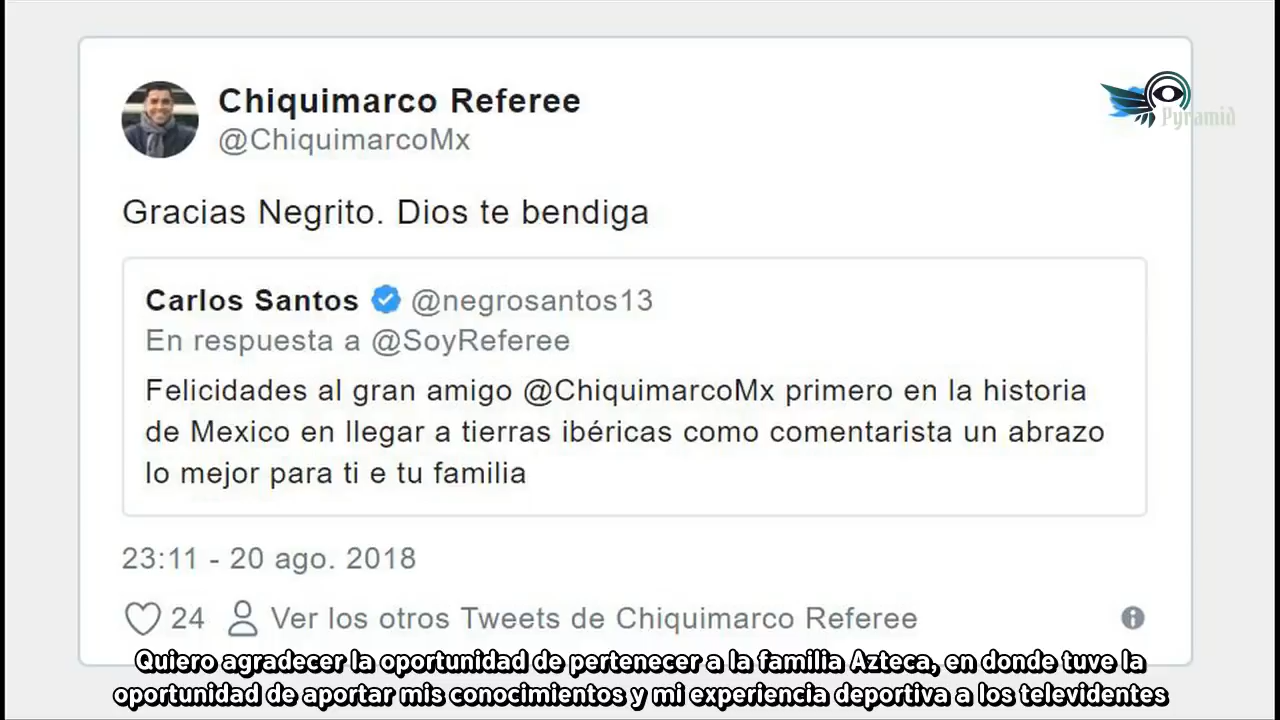 Chiquimarco Referee
@ChiquimarcoMx
Pyramid
Gracias Negrito. Dios te bendiga
Carlos Santos @negrosantos13
En respuesta a @SoyReferee
Felicidades al gran amigo @ChiquimarcoMx primero en la historia
de Mexico en llegar a tierras ibéricas como comentarista un abrazo
lo mejor para ti e tu familia
23:11 - 20 ago. 2018
24 Ver los otros Tweets de Chiquimarco Referee
Quiero agradecer la oportunidad de pertenecer a la familia Azteca, en donde tuve la
oportunidad de aportar mis conocimientos y mi experiencia deportiva a los televidentes